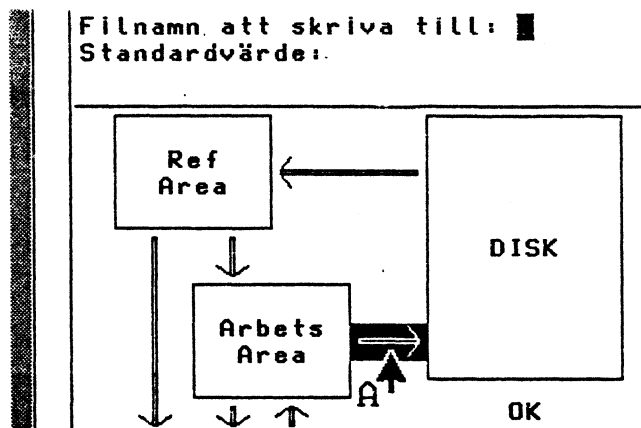 Filnamn att skriva till:
Standardvärde:
Ref
Area
DISK
Arbets
Area
A
OK